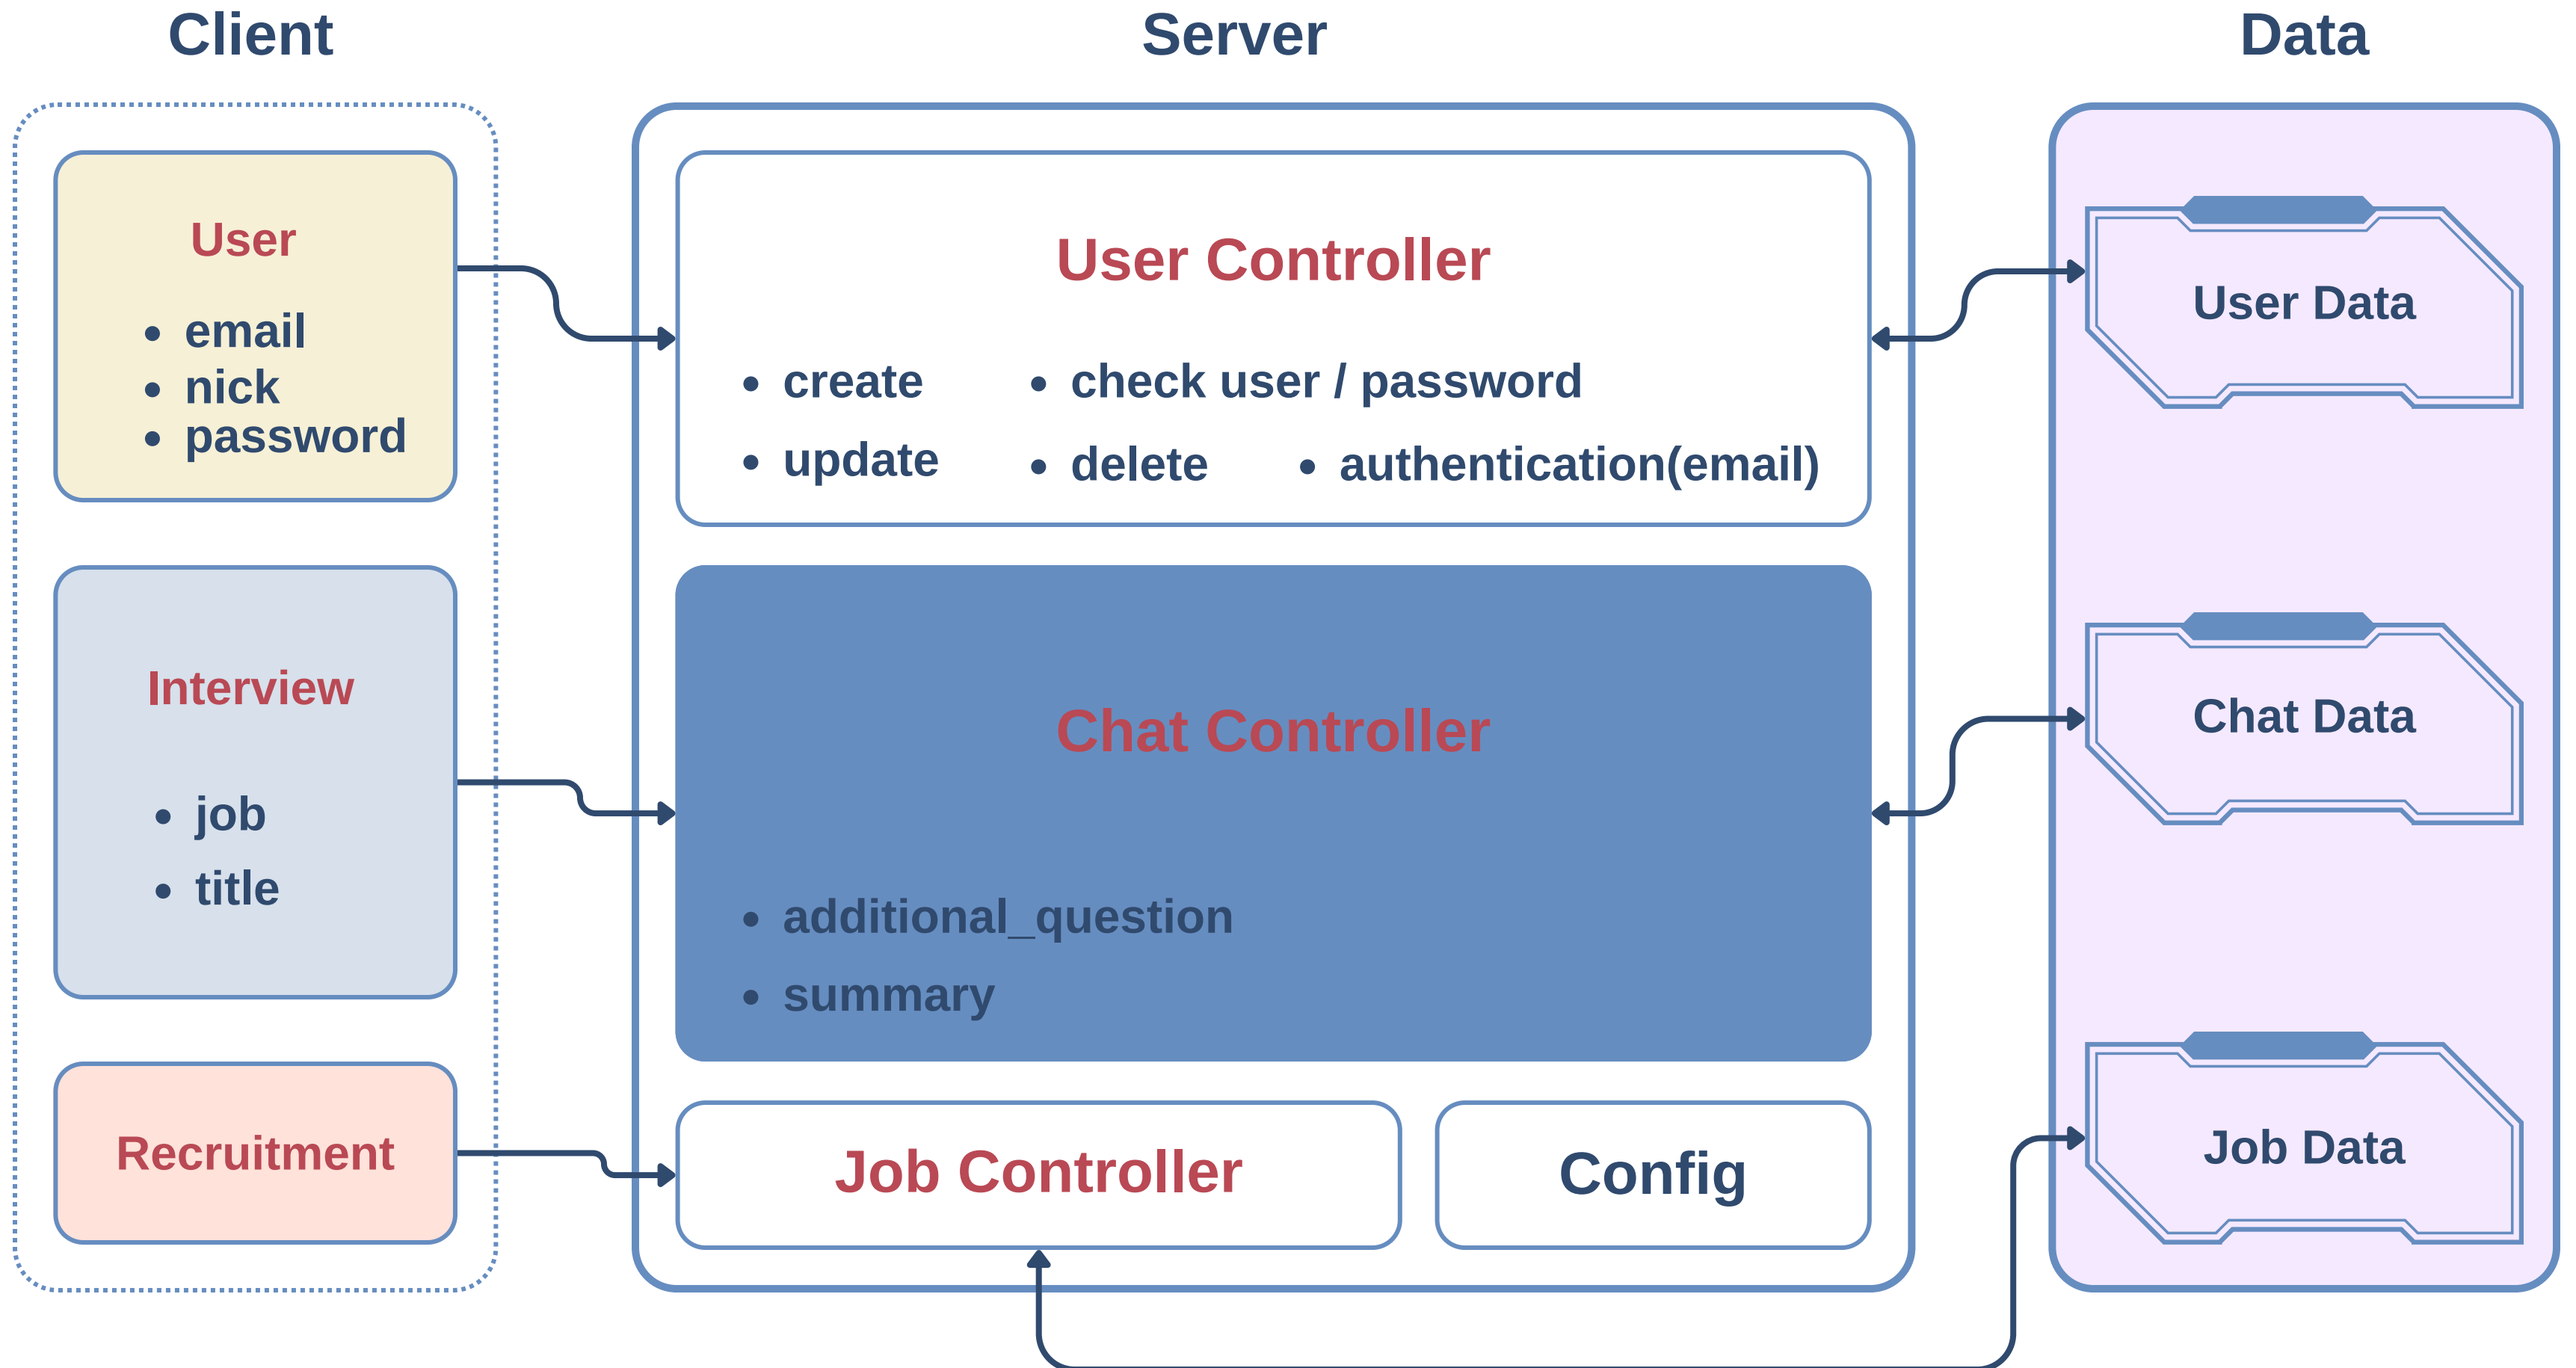 Client
Server
Data
User
email
nick
password
Interview
job
title
Recruitment
User Controller
create
check user / password
update
delete
authentication(email)
Chat Controller
additional_question
summary
Job Controller
Config
User Data
Chat Data
Job Data